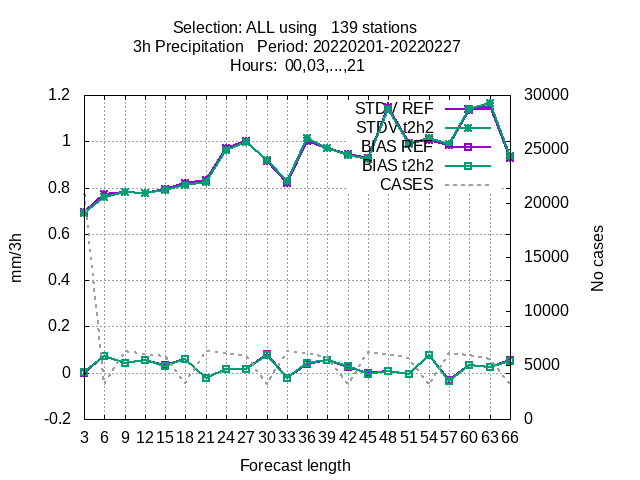 Selection: ALL using   139 stations
3h Precipitation   Period: 20220201-20220227
Hours:  00,03,...,21
1.2
1
0.8
0.6
0.4
0.2
0
-0.2
mm/3h
30000
25000
20000
15000
10000
5000
0
No cases
STDV REF
STDV t2h2
BIAS REF
BIAS t2h2
CASES
3 6 9 12 15 18 21 24 27 30 33 36 39 42 45 48 51 54 57 60 63 66
Forecast length